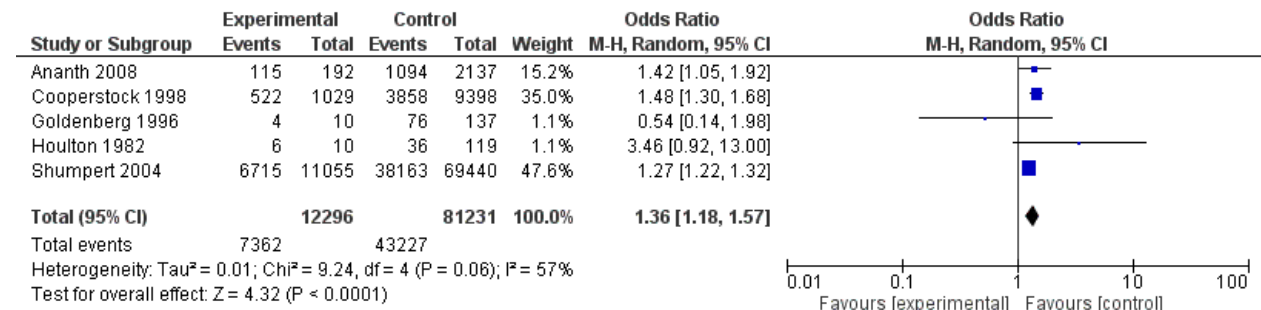 Experimental Control Odds Ratio Odds Ratio
Study or Subgroup Events Total Events Total Weight M-H, Random, 95% CI M-H, Random, 95% CI
Ananth 2008 115 192 1094 2137 15.2% 1.42 [1.05, 1.92]
Cooperstock 1998 522 1029 3858 9398 35.0% 1.48 [1.30, 1.68]
Goldenberg 1996 4 10 76 137 1.1% 0.54 [0.14, 1.98]
Houlton 1982 6 10 36 119 1.1% 3.46 [0.92, 13.00]
Shumpert 2004 6715 11055 38163 69440 47.6% 1.27 [1.22, 1.32]
Total (95% CI) 12296 81231 100.0% 1.36 [1.18, 1.57]
Total events 7362 43227
Heterogeneity: Tau² = 0.01; Chi² = 9.24, df = 4 (P = 0.06); I² = 57%
Test for overall effect: Z = 4.32 (P < 0.0001)
0.01 0.1 1 10 100
Favours [experimental] Favours [control]